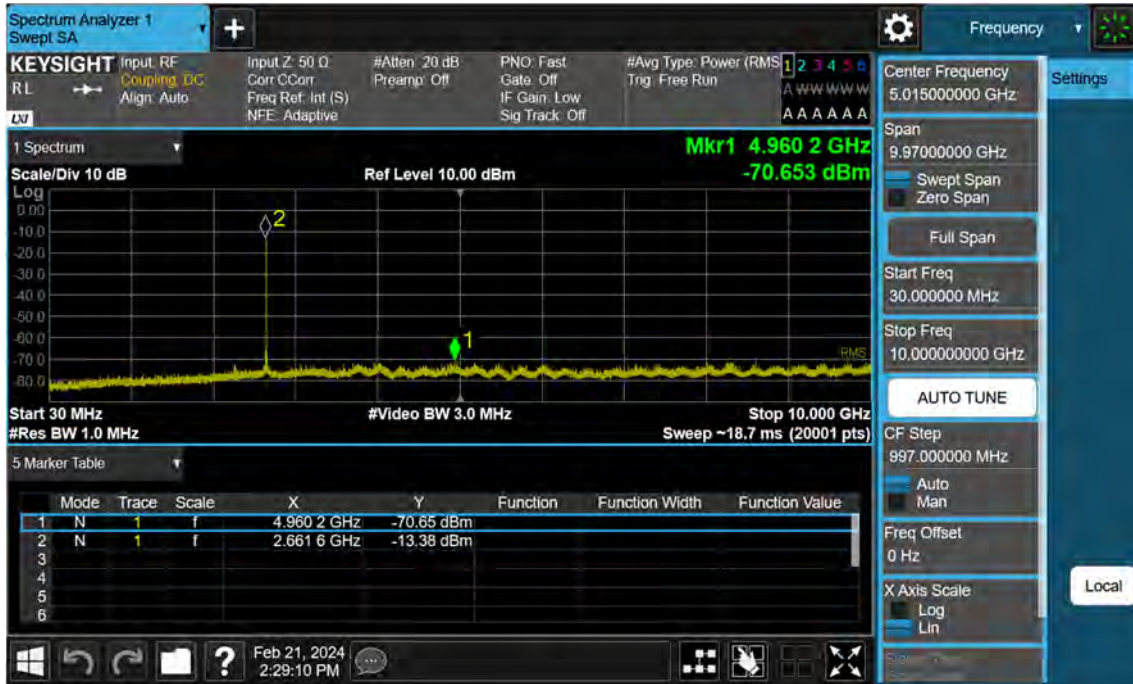 Spectrum Analyzer 1
Swept SA
+
Frequency
KEYSIGHT
RL
LXI
Input: RF
Coupling: DC
Align: Auto
Input Z: 50 Ω
Corr CCorr
Freq Ref: Int (S)
NFE: Adaptive
#Atten: 20 dB
Preamp: Off
PNO: Fast
Gate: Off
IF Gain: Low
Sig Track: Off
#Avg Type: Power (RMS
Trig: Free Run
1 2 3 4 5 6
A W W W W W
A A A A A A
1 Spectrum
Scale/Div 10 dB
Ref Level 10.00 dBm
Mkr1 4.960 2 GHz
-70.653 dBm
Log
0.00
-10.0
-20.0
-30.0
-40.0
-50.0
-60.0
-70.0
-80.0
2
1
RMS
Start 30 MHz
#Video BW 3.0 MHz
Stop 10.000 GHz
#Res BW 1.0 MHz
Sweep ~18.7 ms (20001 pts)
5 Marker Table
Mode Trace Scale X Y Function Function Width Function Value
1 N 1 f 4.960 2 GHz -70.65 dBm
2 N 1 f 2.661 6 GHz -13.38 dBm
3
4
5
6
?
Feb 21, 2024
2:29:10 PM
Center Frequency
5.015000000 GHz
Settings
Span
9.97000000 GHz
Swept Span
Zero Span
Full Span
Start Freq
30.000000 MHz
Stop Freq
10.000000000 GHz
AUTO TUNE
CF Step
997.000000 MHz
Auto
Man
Freq Offset
0 Hz
X Axis Scale
Log
Lin
Local